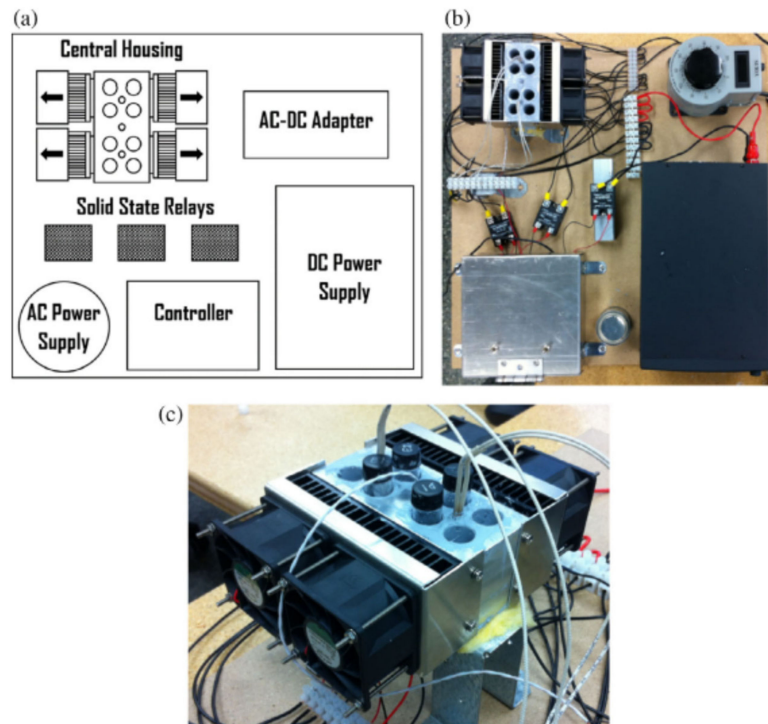 (a)
Central Housing
AC-DC Adapter
Solid State Relays
DC Power
Supply
AC Power
Supply
Controller
(b)
(c)